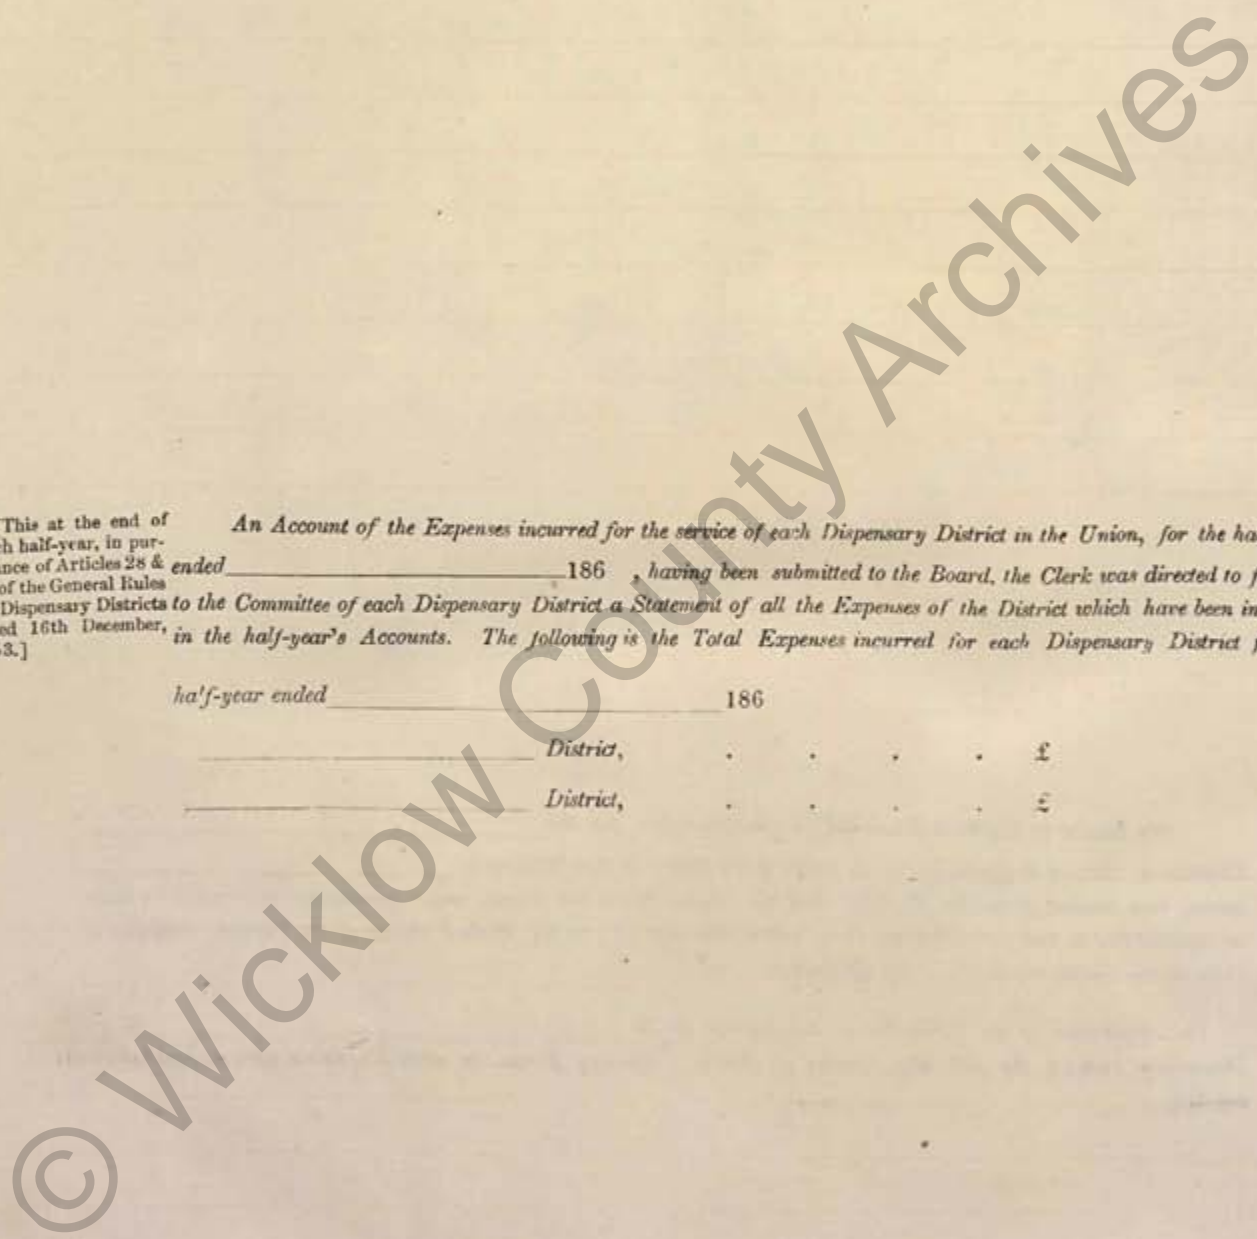 This at the end of
h half-year, in pur-
nce of Articles 28 &
of the General Rules
Dispensary Districts
ed 16th December,
3.]
An Account of the Expenses incurred for the service of each Dispensary District in the Union, for the ha
ended 186 , having been submitted to the Board, the Clerk was directed to f
to the Committee of each Dispensary District a Statement of all the Expenses of the District which have been in
in the half-year's Accounts. The following is the Total Expenses incurred for each Dispensary District f
half-year ended 186
District, . . . . £
District, . . . . £
© Wicklow County Archives